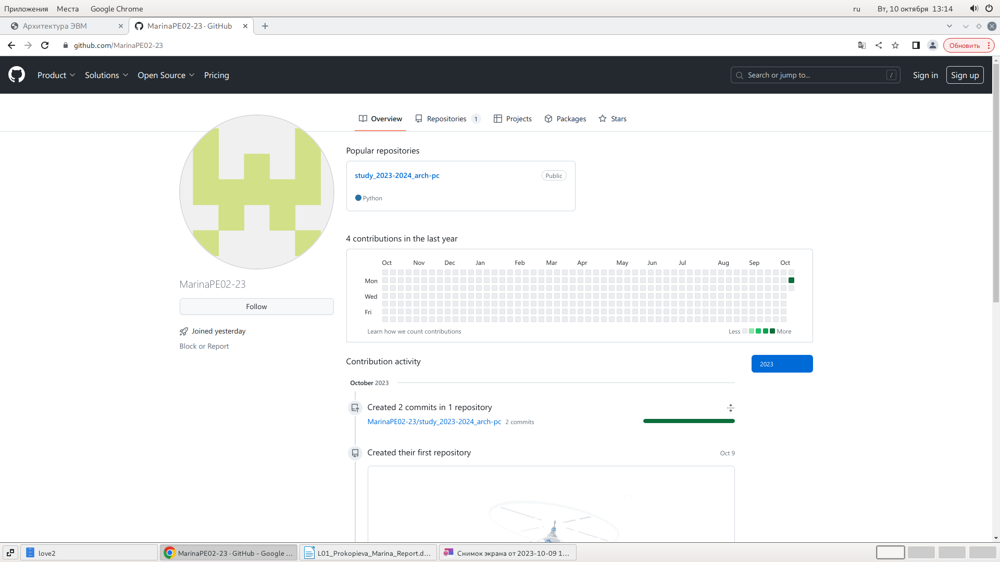 Приложения Места Google Chrome ru Вт, 10 октября 13:14
Архитектура ЭВМ MarinaPE02-23 · GitHub
github.com/MarinaPE02-23 Обновить
Product Solutions Open Source Pricing Search or jump to... / Sign in Sign up
Overview Repositories 1 Projects Packages Stars
Popular repositories
study_2023-2024_arch-pc Public
Python
4 contributions in the last year
Oct Nov Dec Jan Feb Mar Apr May Jun Jul Aug Sep Oct
Mon
Wed
Fri
Learn how we count contributions Less More
MarinaPE02-23
Follow
Joined yesterday
Block or Report
Contribution activity 2023
October 2023
Created 2 commits in 1 repository
MarinaPE02-23/study_2023-2024_arch-pc 2 commits
Created their first repository Oct 9
love2 MarinaPE02-23 · GitHub - Google ... L01_Prokopieva_Marina_Report.d... Снимок экрана от 2023-10-09 1...